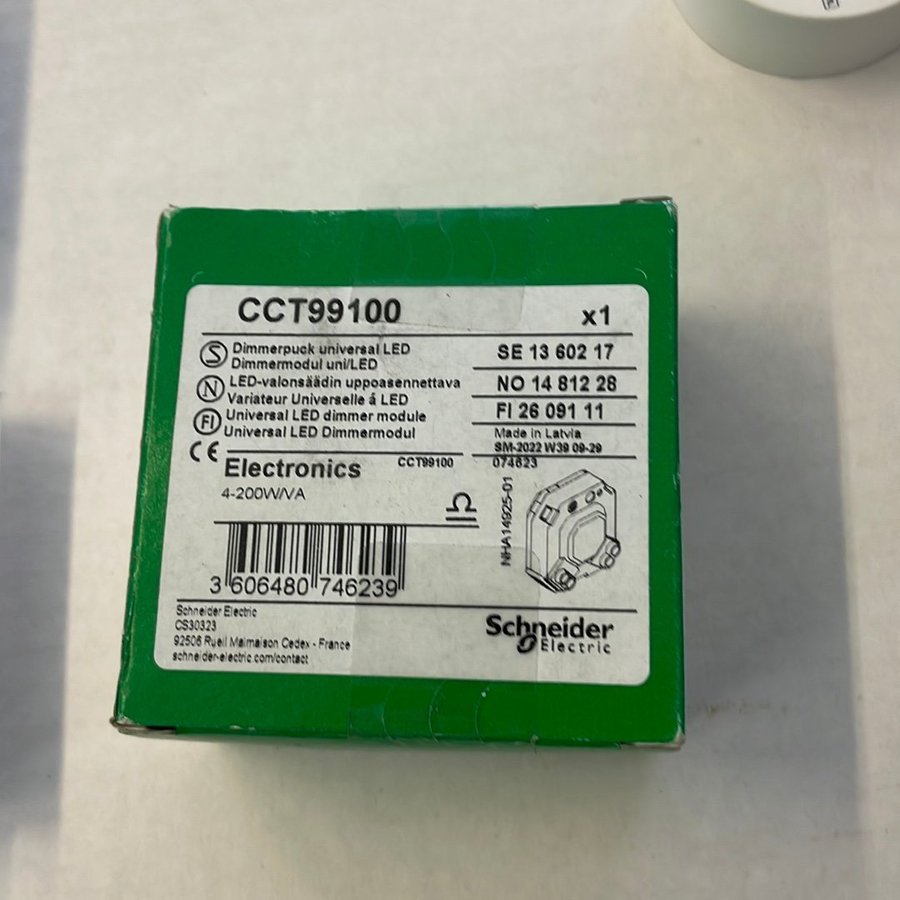 CCT99100
x1
S
Dimmerpuck universal LED
Dimmermodul uni/LED
N
LED-valonsäädin uppoasennettava
Variateur Universelle á LED
FI
Universal LED dimmer module
Universal LED Dimmermodul
SE 13 602 17
NO 14 812 28
FI 26 091 11
Made in Latvia
SM-2022 W39 09-29
074623
CE
Electronics
CCT99100
4-200W/VA
NHA14925-01
3 606480 746239
Schneider Electric
CS30323
92506 Rueil Malmaison Cedex - France
schneider-electric.com/contact
Schneider
Electric